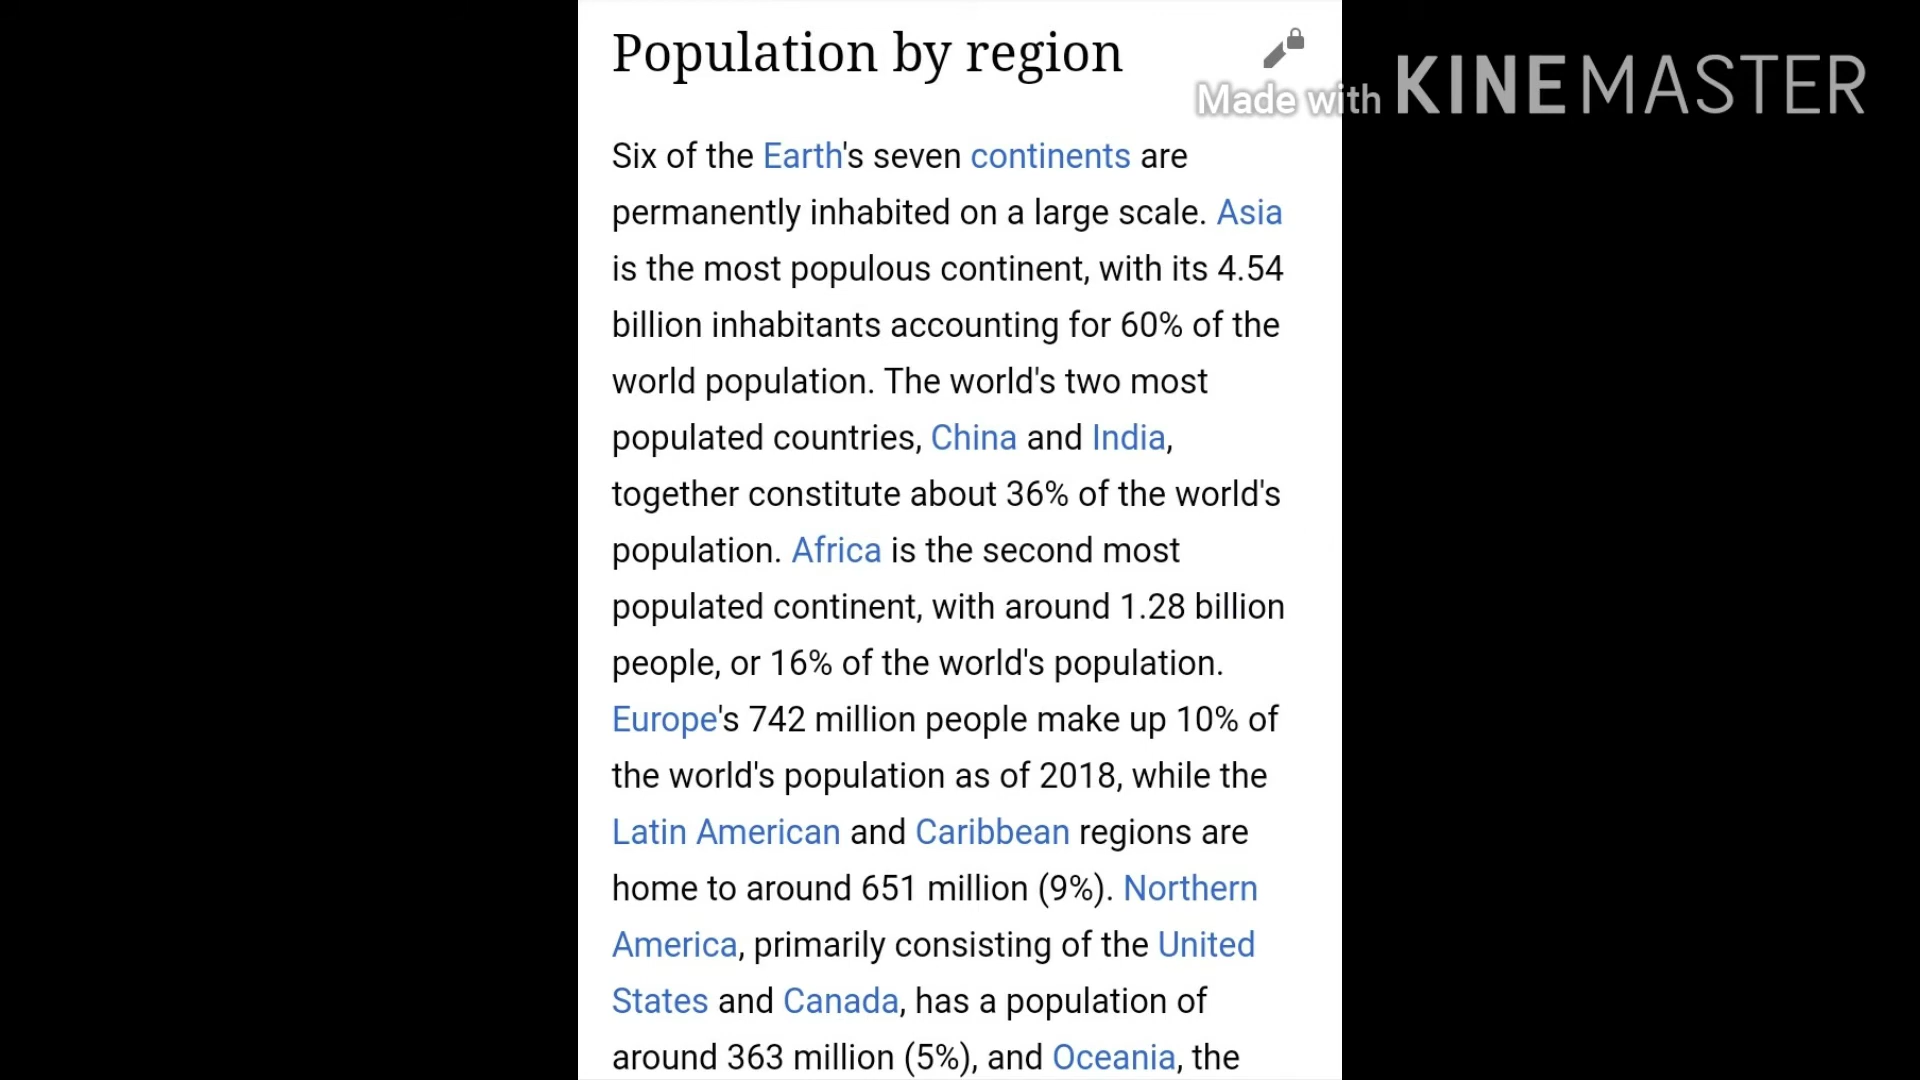 Population by region
Made with KINEMASTER
Six of the Earth's seven continents are
permanently inhabited on a large scale. Asia
is the most populous continent, with its 4.54
billion inhabitants accounting for 60% of the
world population. The world's two most
populated countries, China and India,
together constitute about 36% of the world's
population. Africa is the second most
populated continent, with around 1.28 billion
people, or 16% of the world's population.
Europe's 742 million people make up 10% of
the world's population as of 2018, while the
Latin American and Caribbean regions are
home to around 651 million (9%). Northern
America, primarily consisting of the United
States and Canada, has a population of
around 363 million (5%), and Oceania, the